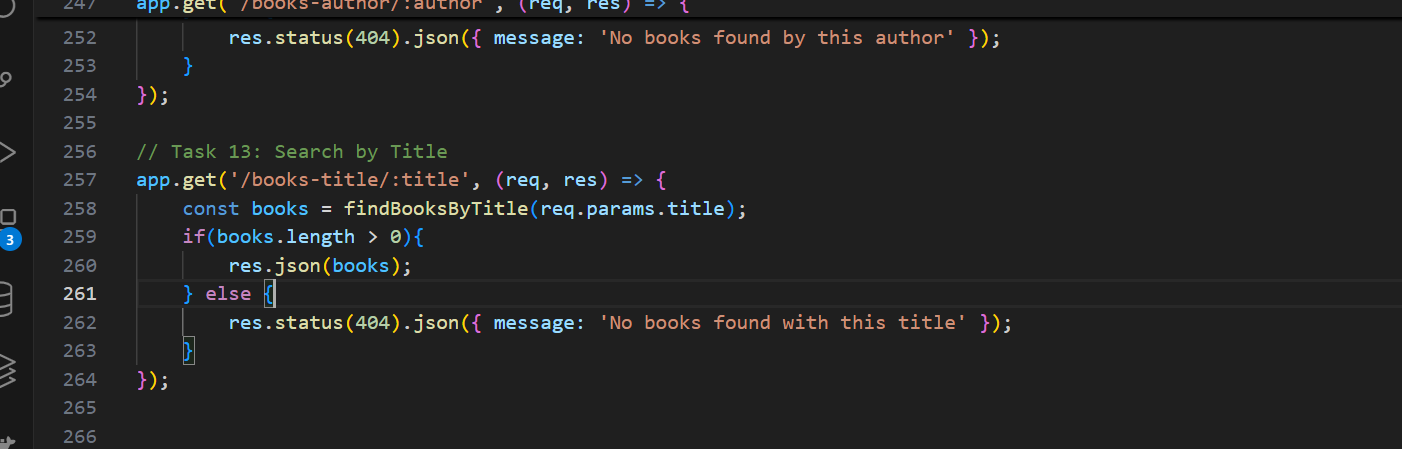 247 app.get('/books-author/:author', (req, res) => {
252 res.status(404).json({ message: 'No books found by this author' });
253 }
254 });
255
256 // Task 13: Search by Title
257 app.get('/books-title/:title', (req, res) => {
258 const books = findBooksByTitle(req.params.title);
259 if(books.length > 0){
260 res.json(books);
3
261 } else {
262 res.status(404).json({ message: 'No books found with this title' });
263 }
264 });
265
266